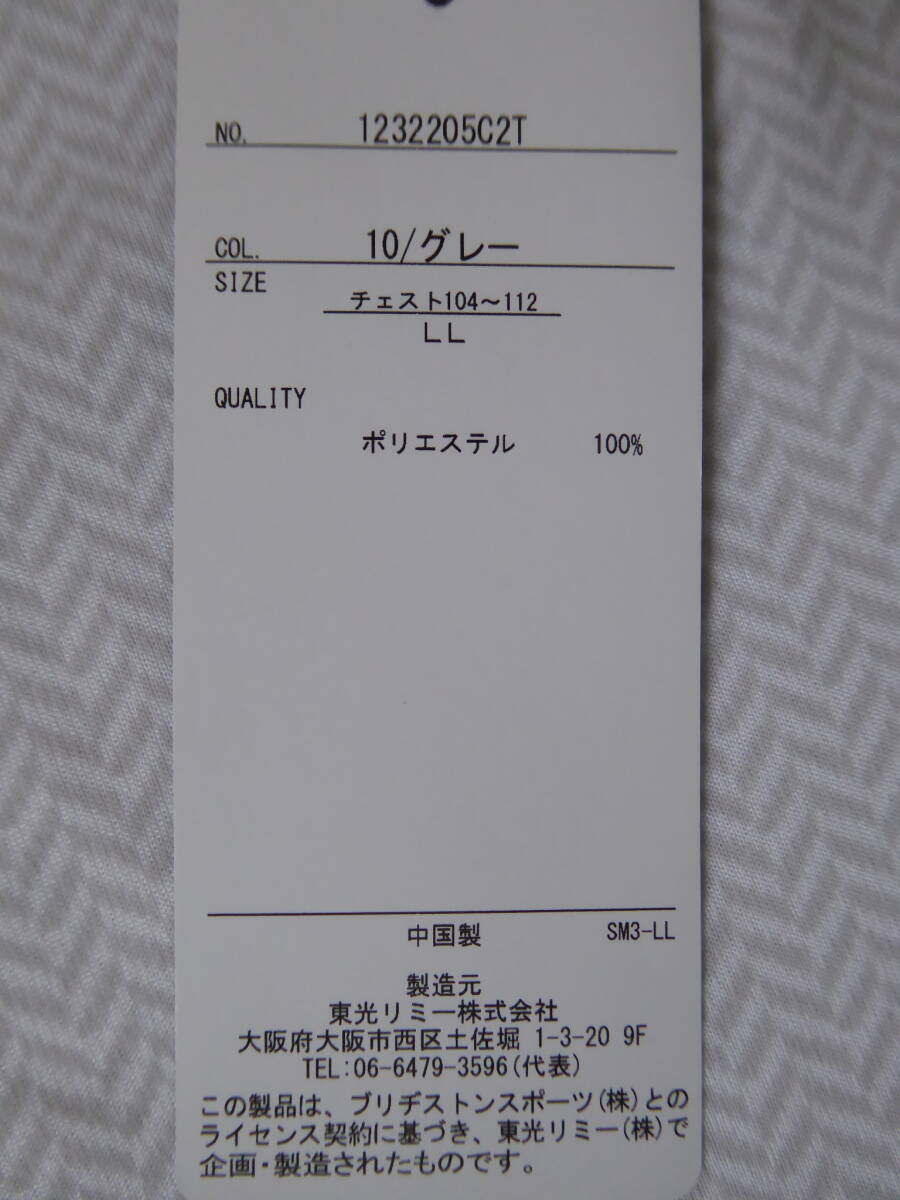 NO. 1232205C2T
COL. 10/グレー
SIZE
チェスト104〜112
LL
QUALITY
ポリエステル 100%
中国製 SM3-LL
製造元
東光リミー株式会社
大阪府大阪市西区土佐堀 1-3-20 9F
TEL:06-6479-3596(代表)
この製品は、ブリヂストンスポーツ(株)との
ライセンス契約に基づき、東光リミー(株)で
企画・製造されたものです。